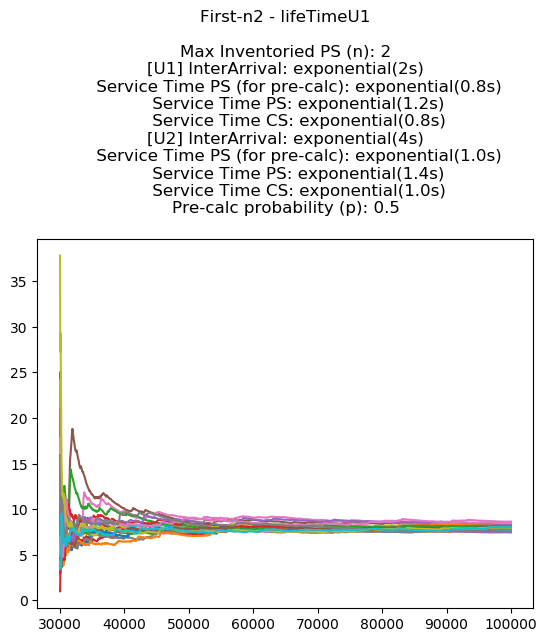 First-n2 - lifeTimeU1
Max Inventoried PS (n): 2
[U1] InterArrival: exponential(2s)
Service Time PS (for pre-calc): exponential(0.8s)
Service Time PS: exponential(1.2s)
Service Time CS: exponential(0.8s)
[U2] InterArrival: exponential(4s)
Service Time PS (for pre-calc): exponential(1.0s)
Service Time PS: exponential(1.4s)
Service Time CS: exponential(1.0s)
Pre-calc probability (p): 0.5
35
30
25
20
15
10
5
0
30000 40000 50000 60000 70000 80000 90000 100000